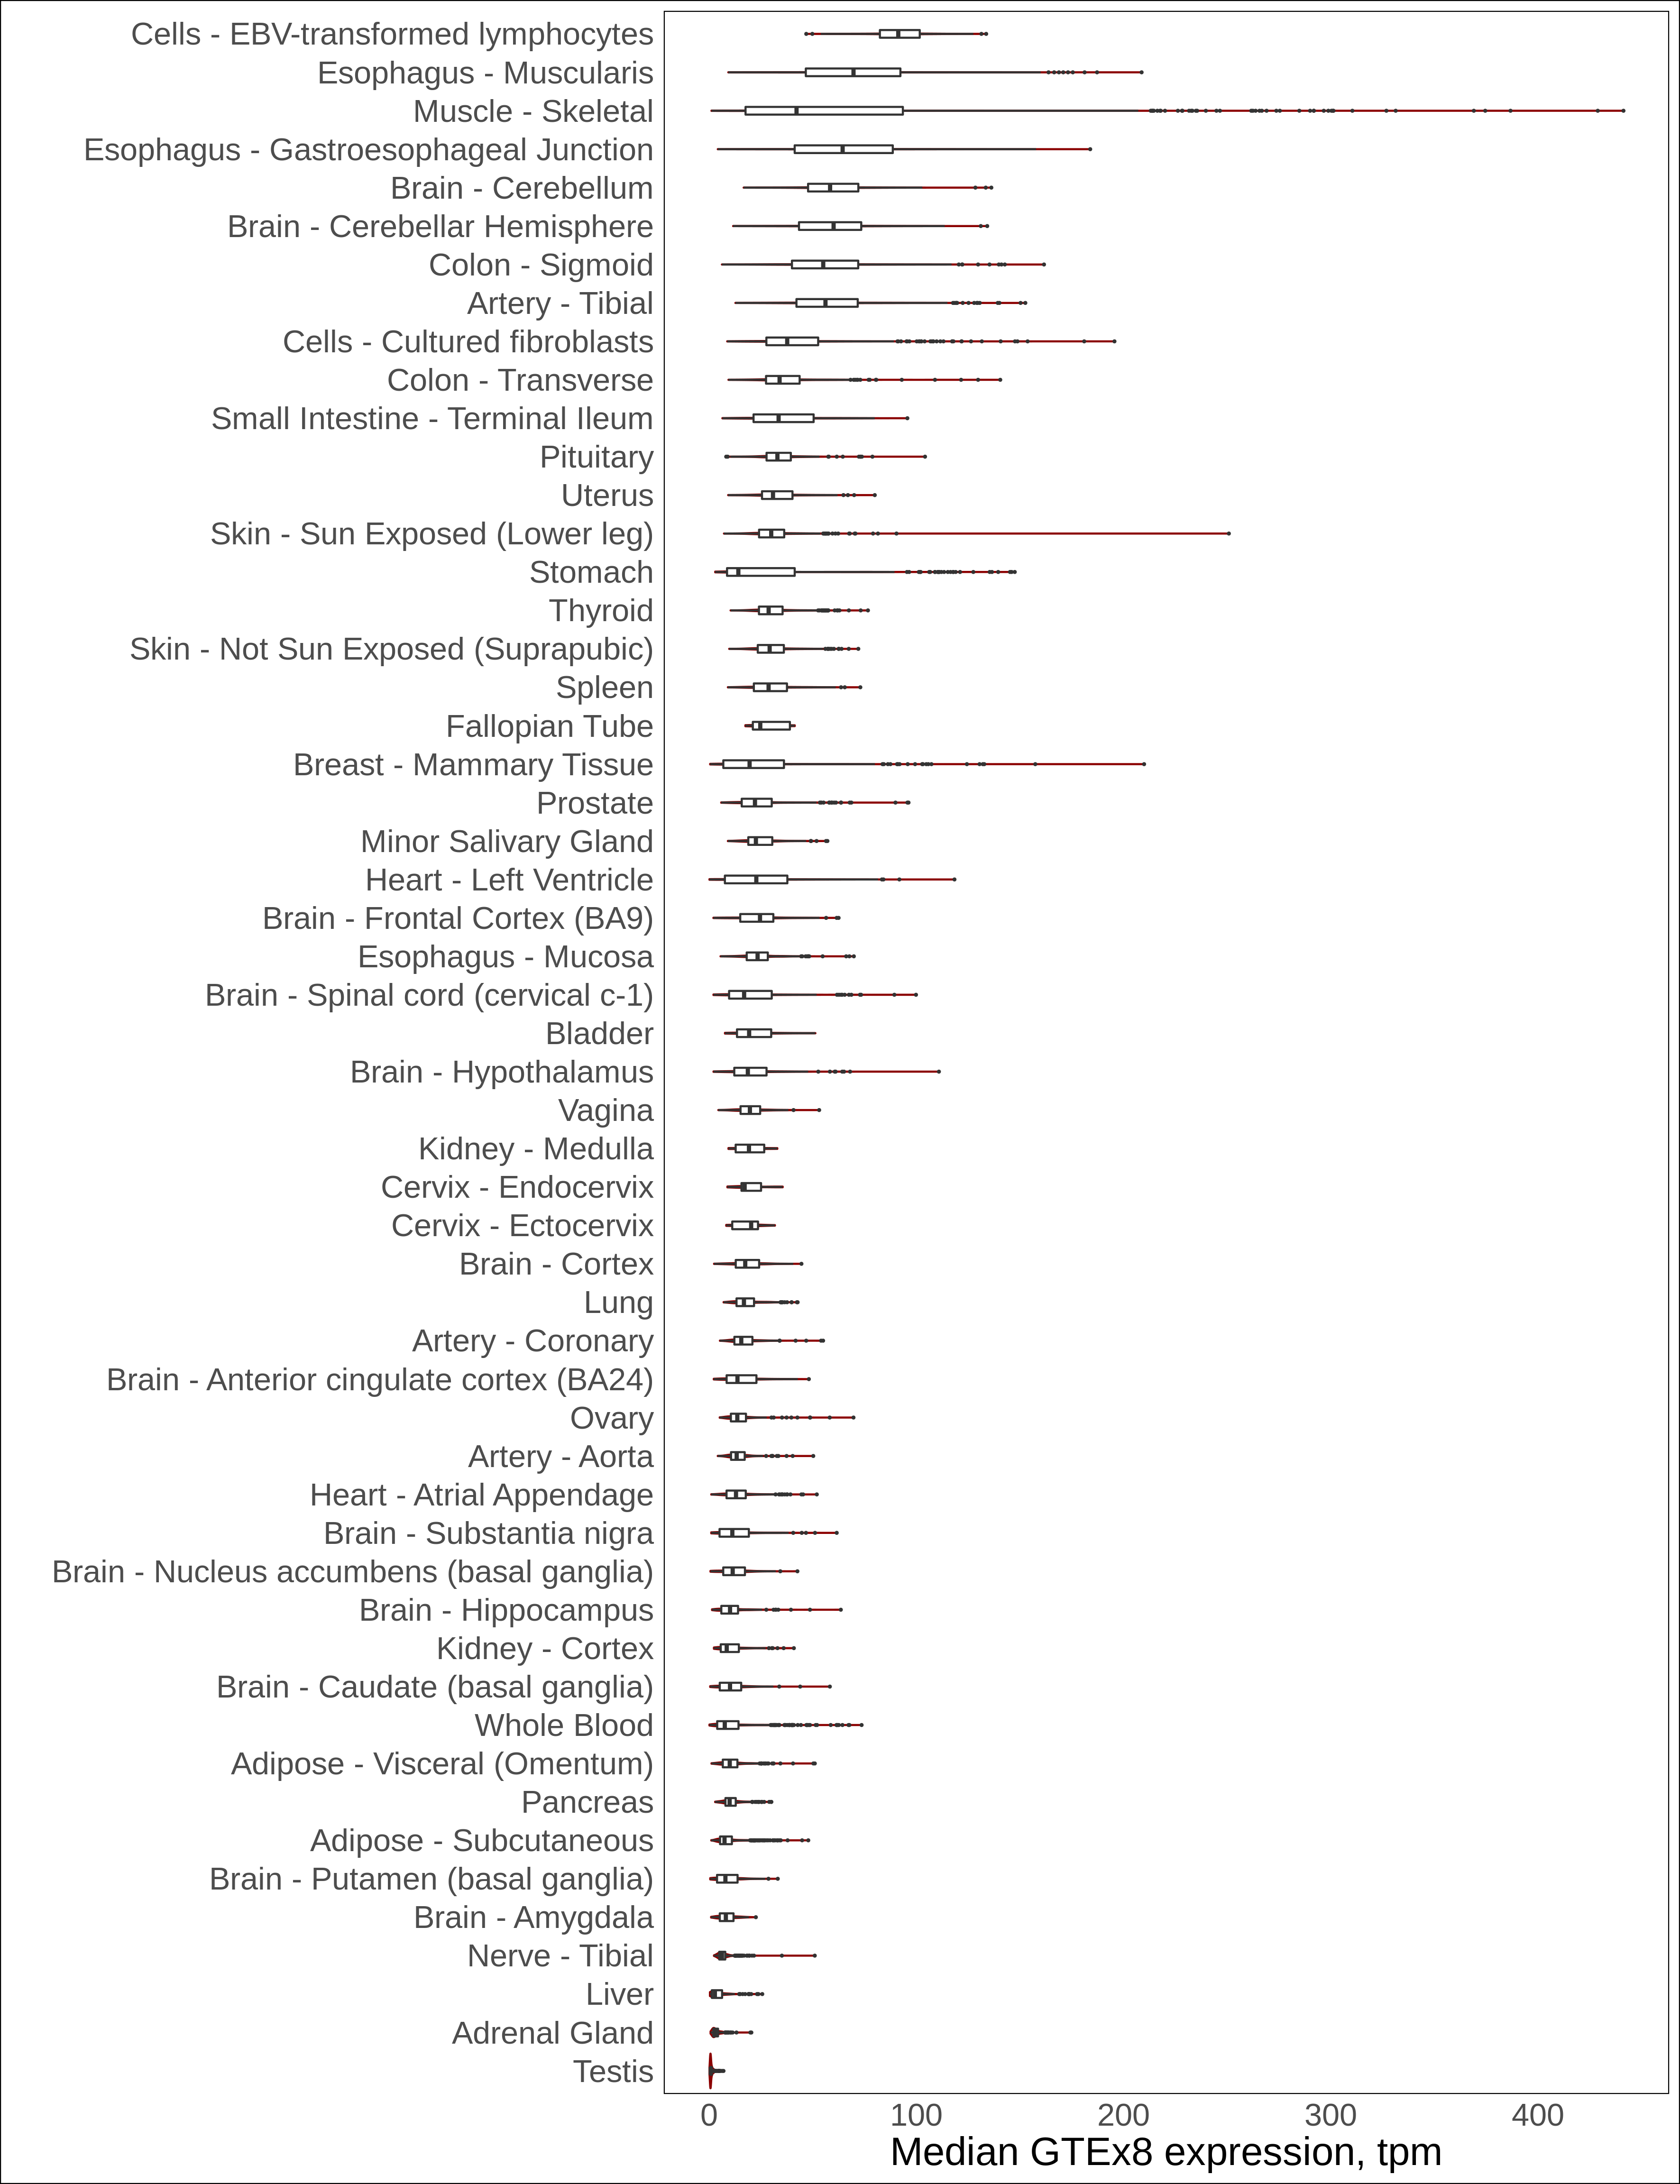 Cells - EBV-transformed lymphocytes
Esophagus - Muscularis
Muscle - Skeletal
Esophagus - Gastroesophageal Junction
Brain - Cerebellum
Brain - Cerebellar Hemisphere
Colon - Sigmoid
Artery - Tibial
Cells - Cultured fibroblasts
Colon - Transverse
Small Intestine - Terminal Ileum
Pituitary
Uterus
Skin - Sun Exposed (Lower leg)
Stomach
Thyroid
Skin - Not Sun Exposed (Suprapubic)
Spleen
Fallopian Tube
Breast - Mammary Tissue
Prostate
Minor Salivary Gland
Heart - Left Ventricle
Brain - Frontal Cortex (BA9)
Esophagus - Mucosa
Brain - Spinal cord (cervical c-1)
Bladder
Brain - Hypothalamus
Vagina
Kidney - Medulla
Cervix - Endocervix
Cervix - Ectocervix
Brain - Cortex
Lung
Artery - Coronary
Brain - Anterior cingulate cortex (BA24)
Ovary
Artery - Aorta
Heart - Atrial Appendage
Brain - Substantia nigra
Brain - Nucleus accumbens (basal ganglia)
Brain - Hippocampus
Kidney - Cortex
Brain - Caudate (basal ganglia)
Whole Blood
Adipose - Visceral (Omentum)
Pancreas
Adipose - Subcutaneous
Brain - Putamen (basal ganglia)
Brain - Amygdala
Nerve - Tibial
Liver
Adrenal Gland
Testis
0 100 200 300 400
Median GTEx8 expression, tpm